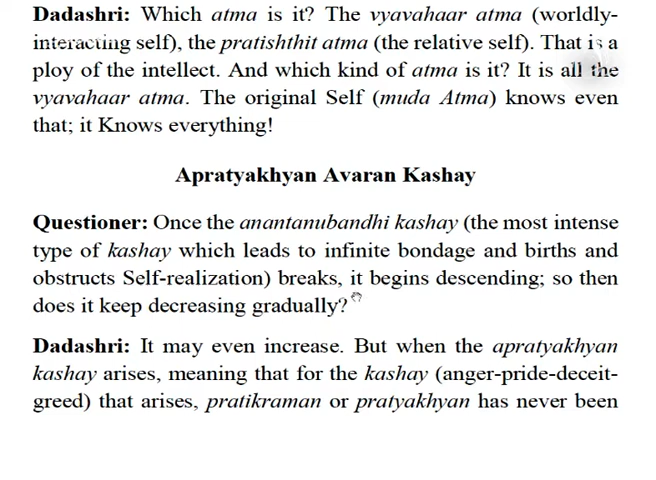 Dadashri: Which atma is it? The vyavahaar atma (worldly-
interacting self), the pratishthit atma (the relative self). That is a
ploy of the intellect. And which kind of atma is it? It is all the
vyavahaar atma. The original Self (muda Atma) knows even
that; it Knows everything!
Apratyakhyan Avaran Kashay
Questioner: Once the anantanubandhi kashay (the most intense
type of kashay which leads to infinite bondage and births and
obstructs Self-realization) breaks, it begins descending; so then
does it keep decreasing gradually?
Dadashri: It may even increase. But when the apratyakhyan
kashay arises, meaning that for the kashay (anger-pride-deceit-
greed) that arises, pratikraman or pratyakhyan has never been